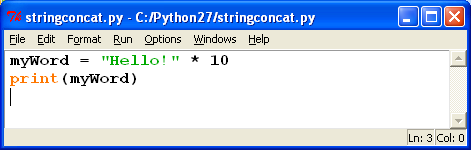 stringconcat.py - C:/Python27/stringconcat.py
File Edit Format Run Options Windows Help
myWord = "Hello!" * 10
print(myWord)
Ln: 3 Col: 0